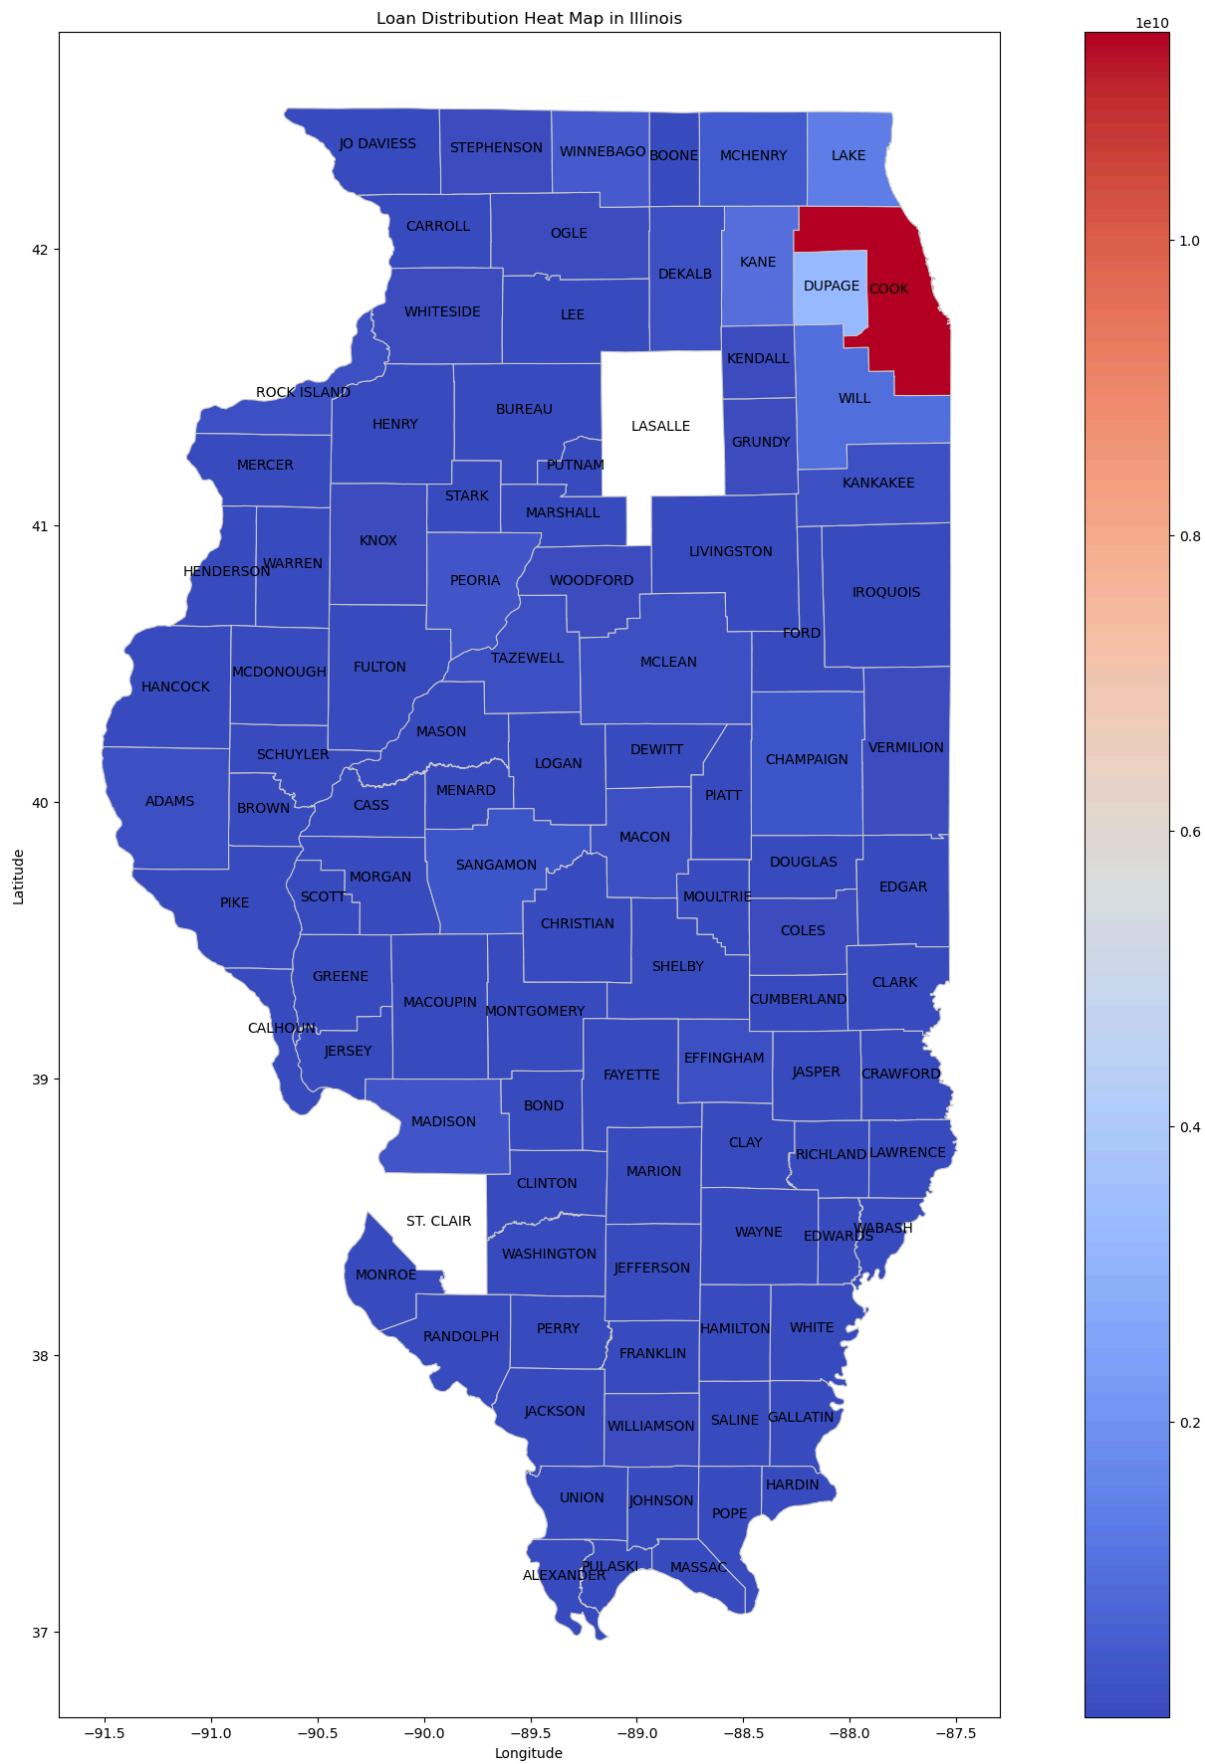 Loan Distribution Heat Map in Illinois
1e10
JO DAVIESS
STEPHENSON
WINNEBAGO
BOONE
MCHENRY
LAKE
CARROLL
OGLE
DEKALB
KANE
DUPAGE
COOK
WHITESIDE
LEE
KENDALL
ROCK ISLAND
HENRY
BUREAU
LASALLE
WILL
GRUNDY
MERCER
PUTNAM
KANKAKEE
STARK
MARSHALL
HENDERSON
WARREN
KNOX
PEORIA
WOODFORD
LIVINGSTON
IROQUOIS
FORD
HANCOCK
MCDONOUGH
FULTON
TAZEWELL
MCLEAN
MASON
SCHUYLER
LOGAN
DEWITT
CHAMPAIGN
VERMILION
ADAMS
BROWN
CASS
MENARD
PIATT
MACON
SANGAMON
DOUGLAS
PIKE
SCOTT
MORGAN
MOULTRIE
EDGAR
CHRISTIAN
COLES
GREENE
SHELBY
CLARK
MACOUPIN
MONTGOMERY
CUMBERLAND
CALHOUN
JERSEY
FAYETTE
EFFINGHAM
JASPER
CRAWFORD
MADISON
BOND
CLAY
RICHLAND
LAWRENCE
CLINTON
MARION
ST. CLAIR
WAYNE
EDWARDS
WABASH
WASHINGTON
JEFFERSON
MONROE
RANDOLPH
PERRY
HAMILTON
WHITE
FRANKLIN
JACKSON
WILLIAMSON
SALINE
GALLATIN
UNION
JOHNSON
POPE
HARDIN
ALEXANDER
PULASKI
MASSAC
42
41
40
39
38
37
Latitude
−91.5
−91.0
−90.5
−90.0
−89.5
−89.0
−88.5
−88.0
−87.5
Longitude
1.0
0.8
0.6
0.4
0.2